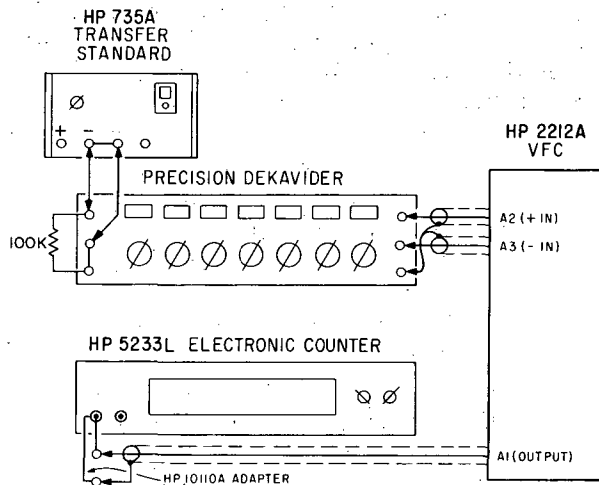 HP 735A
TRANSFER
STANDARD
+ -
HP 2212A
VFC
PRECISION DEKAVIDER
100K
A2 (+ IN)
A3 (- IN)
HP 5233L ELECTRONIC COUNTER
A1 (OUTPUT)
HP 10110A ADAPTER